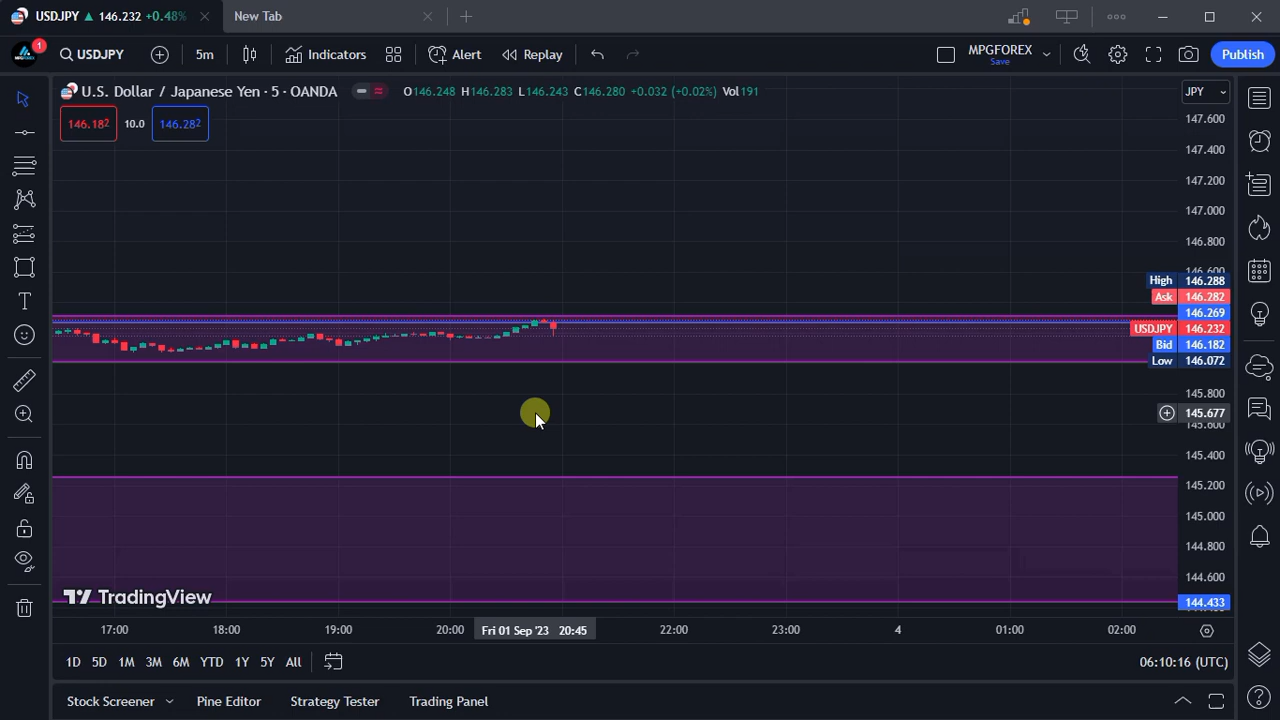 USDJPY ▲ 146.232 +0.48%
New Tab
1
USDJPY
5m
Indicators
Alert
Replay
MPGFOREX
Save
Publish
U.S. Dollar / Japanese Yen · 5 · OANDA
O146.248 H146.283 L146.243 C146.280 +0.032 (+0.02%) Vol191
JPY
146.182
10.0
146.282
147.600
147.400
147.200
147.000
146.800
146.600
High 146.288
Ask 146.282
146.269
USDJPY 146.232
Bid 146.182
Low 146.072
145.800
145.677
145.600
145.400
145.200
145.000
144.800
144.600
144.433
TradingView
17:00
18:00
19:00
20:00
Fri 01 Sep '23 20:45
22:00
23:00
4
01:00
02:00
1D
5D
1M
3M
6M
YTD
1Y
5Y
All
06:10:16 (UTC)
Stock Screener
Pine Editor
Strategy Tester
Trading Panel